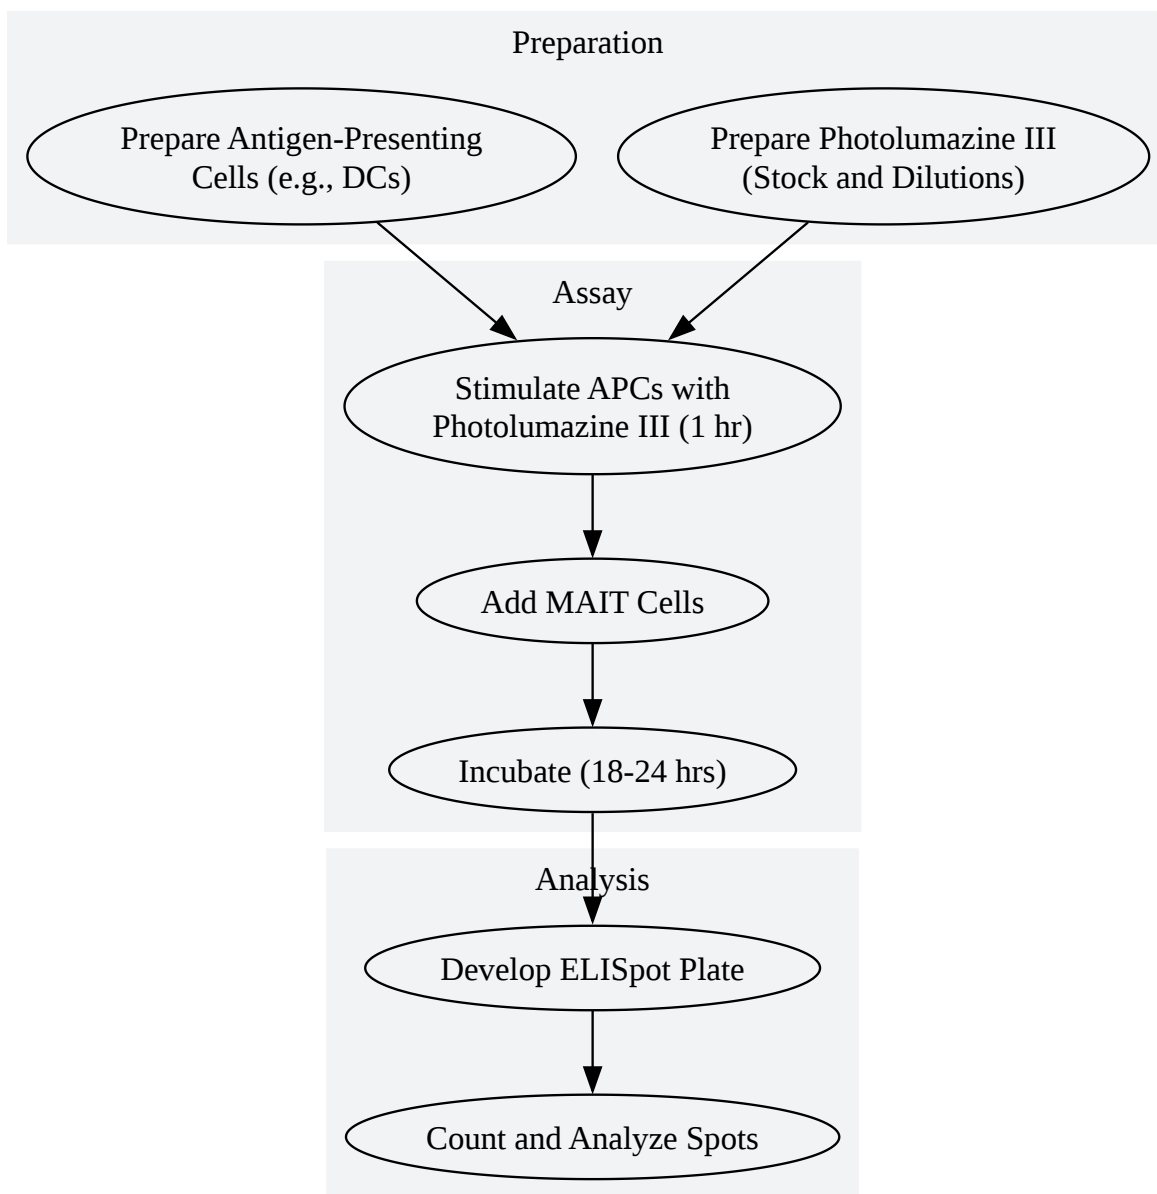 Preparation
Prepare Antigen-Presenting
Cells (e.g., DCs)
Prepare Photolumazine III
(Stock and Dilutions)
Assay
Stimulate APCs with
Photolumazine III (1 hr)
Add MAIT Cells
Incubate (18-24 hrs)
Analysis
Develop ELISpot Plate
Count and Analyze Spots